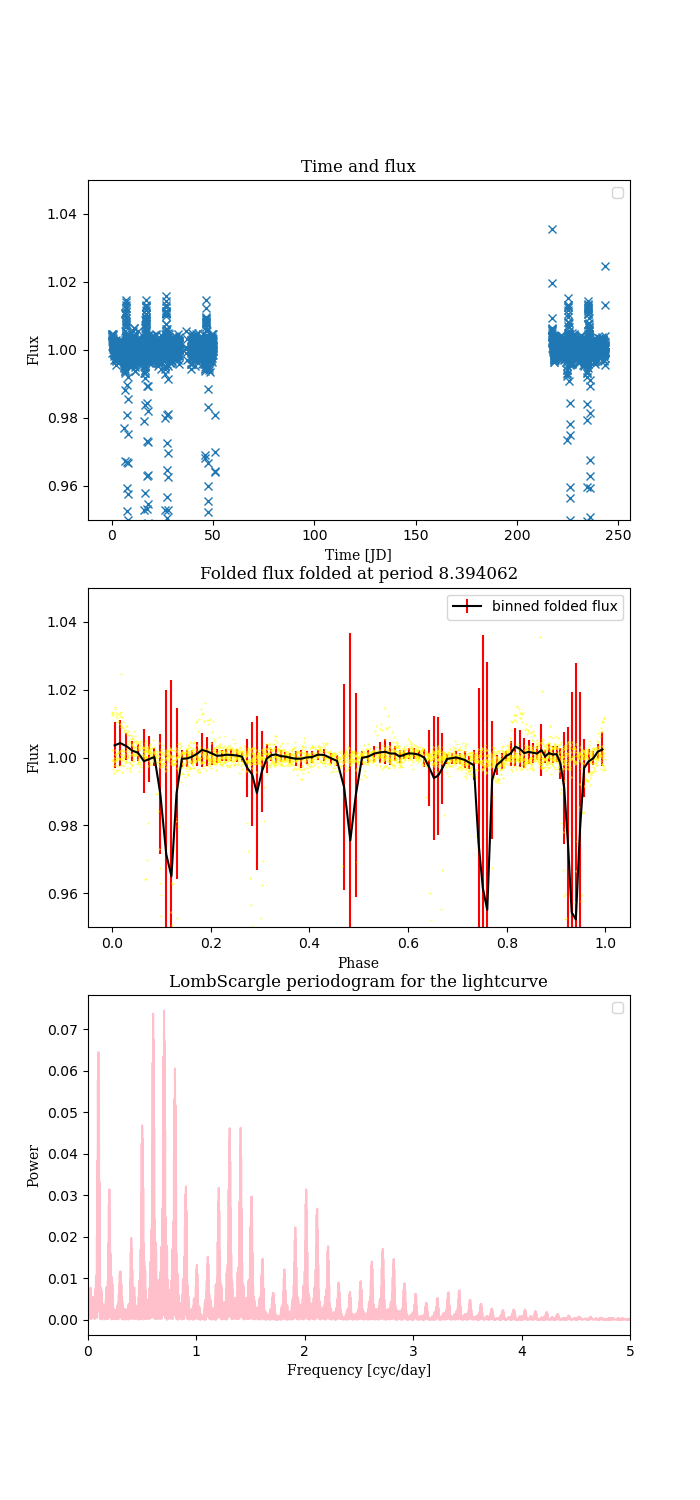 Time and flux
1.04
1.02
1.00
0.98
0.96
Flux
0 50 100 150 200 250
Time [JD]
Folded flux folded at period 8.394062
binned folded flux
1.04
1.02
1.00
0.98
0.96
Flux
0.0 0.2 0.4 0.6 0.8 1.0
Phase
LombScargle periodogram for the lightcurve
0.07
0.06
0.05
0.04
0.03
0.02
0.01
0.00
Power
0 1 2 3 4 5
Frequency [cyc/day]